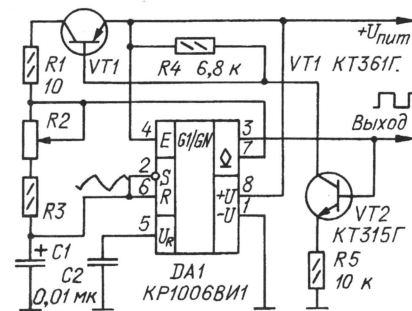 +Uпит
R1
10
VT1
R4 6,8 к
VT1 КТ361Г.
R2
4
E
G1/GN
3
7
Выход
2
S
6
R
8
+U
1
-U
R3
5
UR
VT2
КТ315Г
+ C1
C2
0,01 мк
DA1
КР1006ВИ1
R5
10 к